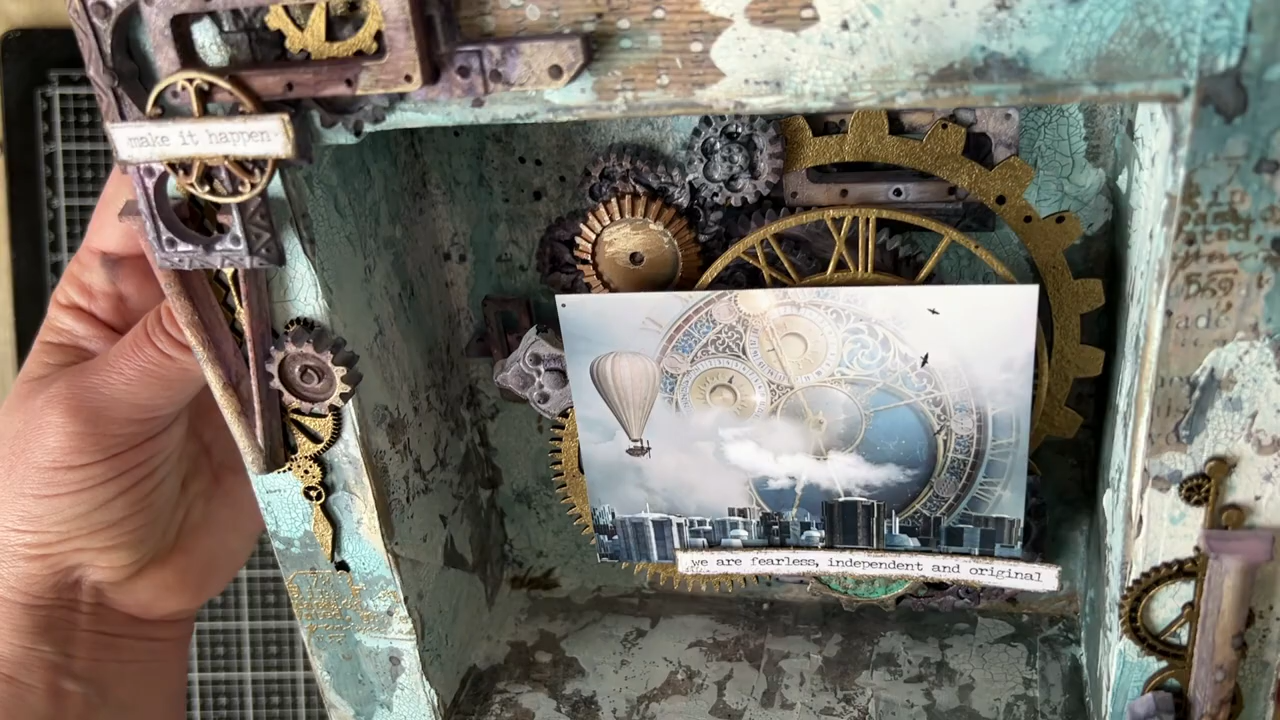 make it happen
we are fearless, independent and original